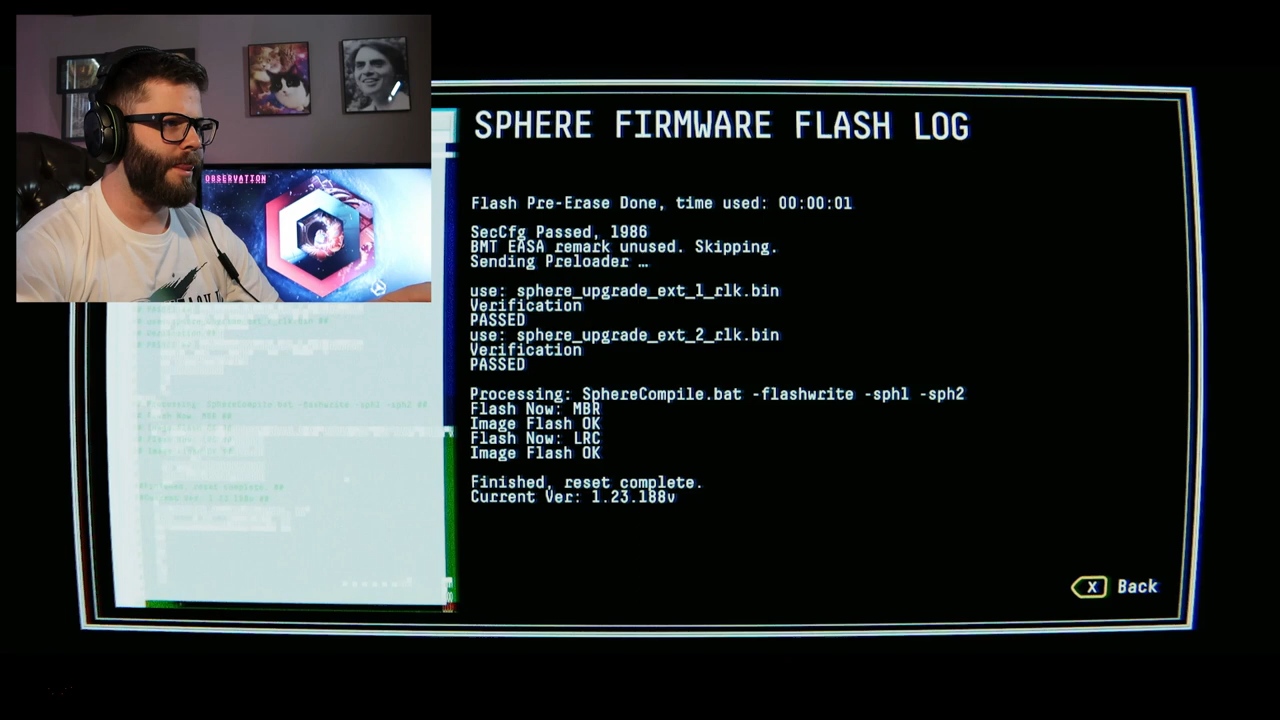 OBSERVATION
SPHERE FIRMWARE FLASH LOG
Flash Pre-Erase Done, time used: 00:00:01
SecCfg Passed, 1986
BMT EASA remark unused. Skipping.
Sending Preloader …
use: sphere_upgrade_ext_1_rlk.bin
Verification
PASSED
use: sphere_upgrade_ext_2_rlk.bin
Verification
PASSED
Processing: SphereCompile.bat -flashwrite -sph1 -sph2
Flash Now: MBR
Image Flash OK
Flash Now: LRC
Image Flash OK
Finished, reset complete.
Current Ver: 1.23.188v
X Back